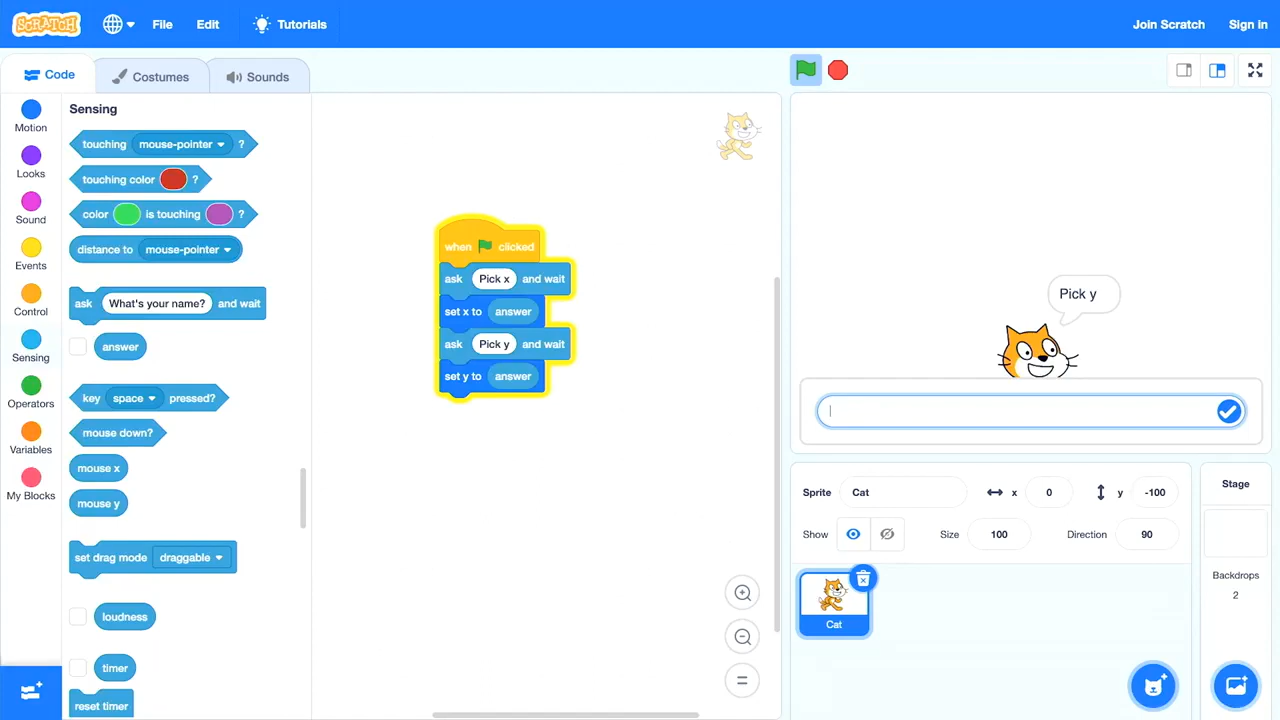 SCRATCH
File
Edit
Tutorials
Join Scratch
Sign in
Code
Costumes
Sounds
Motion
Looks
Sound
Events
Control
Sensing
Operators
Variables
My Blocks
Sensing
touching mouse-pointer ?
touching color ?
color is touching ?
distance to mouse-pointer
ask What's your name? and wait
answer
key space pressed?
mouse down?
mouse x
mouse y
set drag mode draggable
loudness
timer
reset timer
when clicked
ask Pick x and wait
set x to answer
ask Pick y and wait
set y to answer
Pick y
Sprite Cat x 0 y -100
Show Size 100 Direction 90
Cat
Stage
Backdrops
2